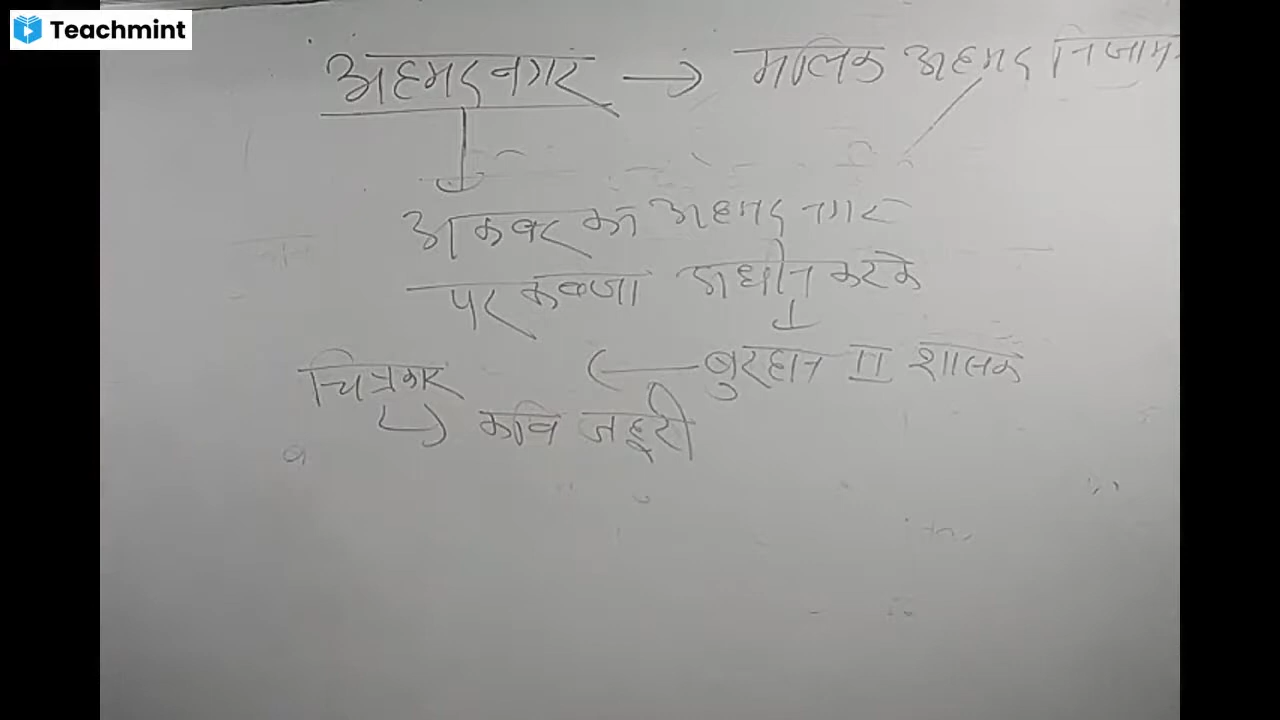 Teachmint
अहमदनगर → मलिक अहमद निजाम
अकबर का अहमदनगर
पर कब्जा अधीन करके
चित्रकार ← बुरहान II शासक
→ कवि जहूरी